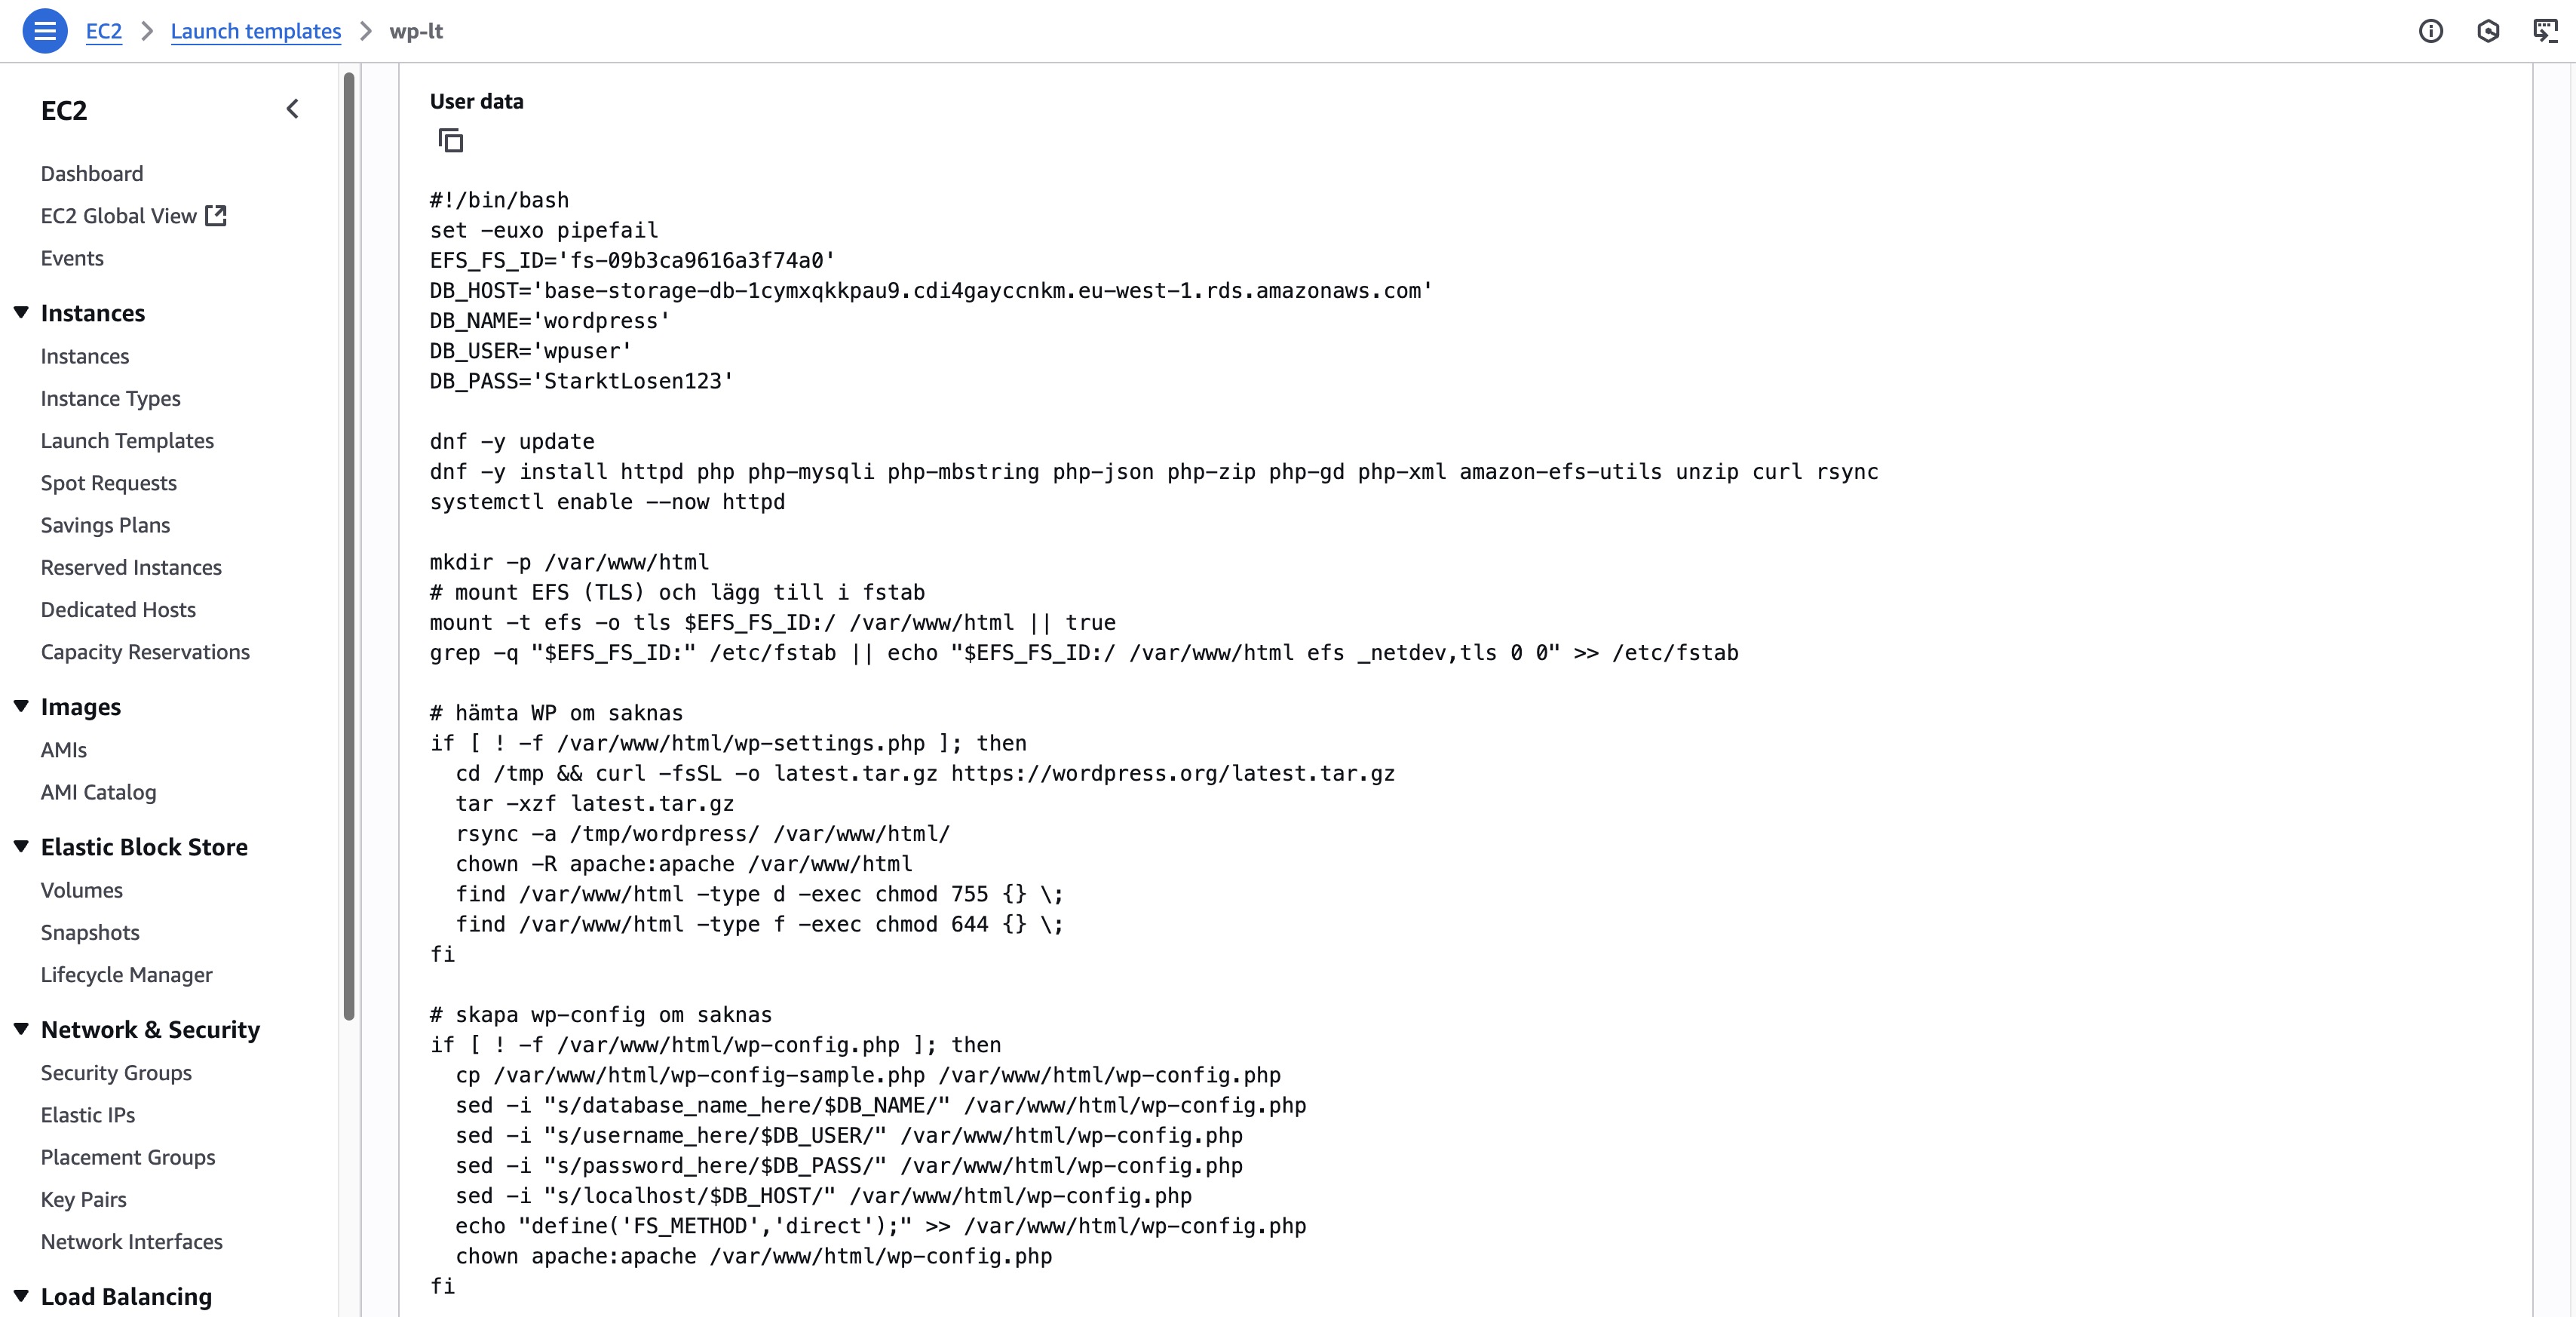 EC2 > Launch templates > wp-lt
EC2
Dashboard
EC2 Global View
Events
Instances
Instances
Instance Types
Launch Templates
Spot Requests
Savings Plans
Reserved Instances
Dedicated Hosts
Capacity Reservations
Images
AMIs
AMI Catalog
Elastic Block Store
Volumes
Snapshots
Lifecycle Manager
Network & Security
Security Groups
Elastic IPs
Placement Groups
Key Pairs
Network Interfaces
Load Balancing
User data
#!/bin/bash
set -euxo pipefail
EFS_FS_ID='fs-09b3ca9616a3f74a0'
DB_HOST='base-storage-db-1cymxqkkpau9.cdi4gayccnkm.eu-west-1.rds.amazonaws.com'
DB_NAME='wordpress'
DB_USER='wpuser'
DB_PASS='StarktLosen123'
dnf -y update
dnf -y install httpd php php-mysqli php-mbstring php-json php-zip php-gd php-xml amazon-efs-utils unzip curl rsync
systemctl enable --now httpd
mkdir -p /var/www/html
# mount EFS (TLS) och lägg till i fstab
mount -t efs -o tls $EFS_FS_ID:/ /var/www/html || true
grep -q "$EFS_FS_ID:" /etc/fstab || echo "$EFS_FS_ID:/ /var/www/html efs _netdev,tls 0 0" >> /etc/fstab
# hämta WP om saknas
if [ ! -f /var/www/html/wp-settings.php ]; then
  cd /tmp && curl -fsSL -o latest.tar.gz https://wordpress.org/latest.tar.gz
  tar -xzf latest.tar.gz
  rsync -a /tmp/wordpress/ /var/www/html/
  chown -R apache:apache /var/www/html
  find /var/www/html -type d -exec chmod 755 {} \;
  find /var/www/html -type f -exec chmod 644 {} \;
fi
# skapa wp-config om saknas
if [ ! -f /var/www/html/wp-config.php ]; then
  cp /var/www/html/wp-config-sample.php /var/www/html/wp-config.php
  sed -i "s/database_name_here/$DB_NAME/" /var/www/html/wp-config.php
  sed -i "s/username_here/$DB_USER/" /var/www/html/wp-config.php
  sed -i "s/password_here/$DB_PASS/" /var/www/html/wp-config.php
  sed -i "s/localhost/$DB_HOST/" /var/www/html/wp-config.php
  echo "define('FS_METHOD','direct');" >> /var/www/html/wp-config.php
  chown apache:apache /var/www/html/wp-config.php
fi